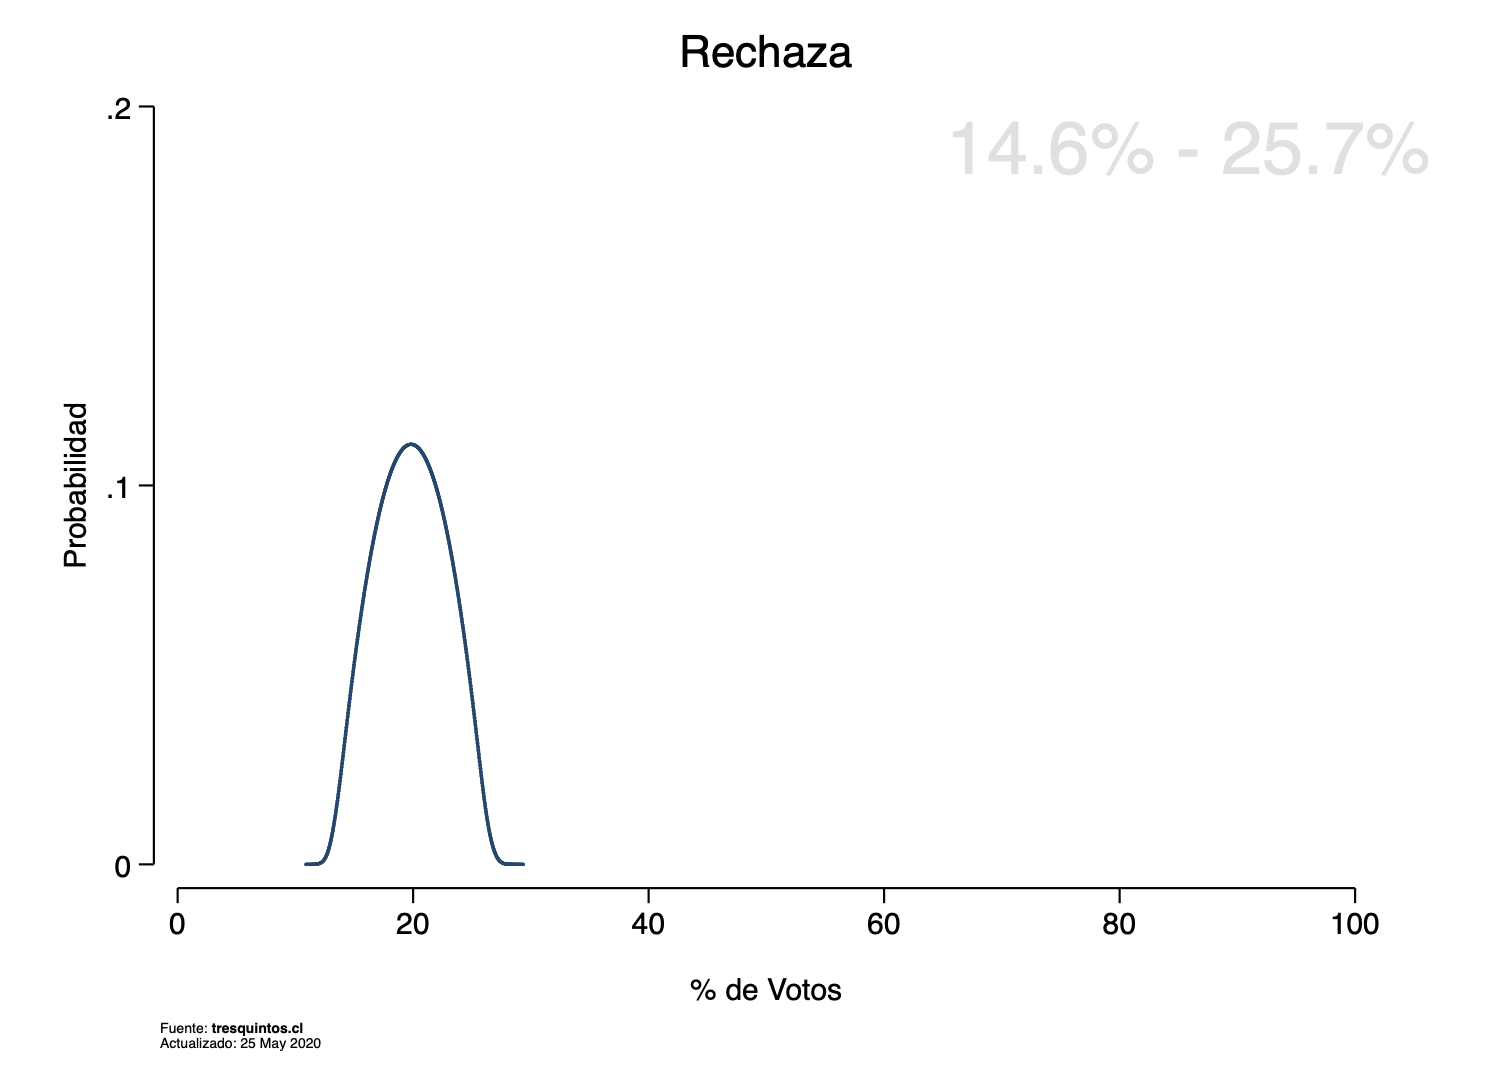 Rechaza
14.6% - 25.7%
.2
.1
0
Probabilidad
0 20 40 60 80 100
% de Votos
Fuente: tresquintos.cl
Actualizado: 25 May 2020